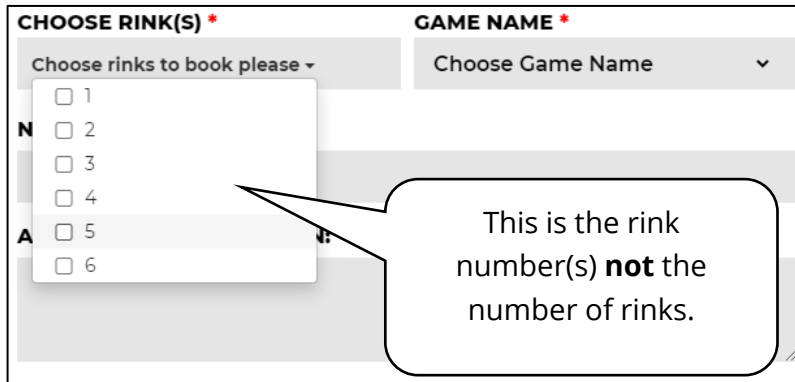 CHOOSE RINK(S) *
GAME NAME *
Choose rinks to book please
Choose Game Name
1
N
2
3
4
A
5
N:
6
This is the rink
number(s) not the
number of rinks.